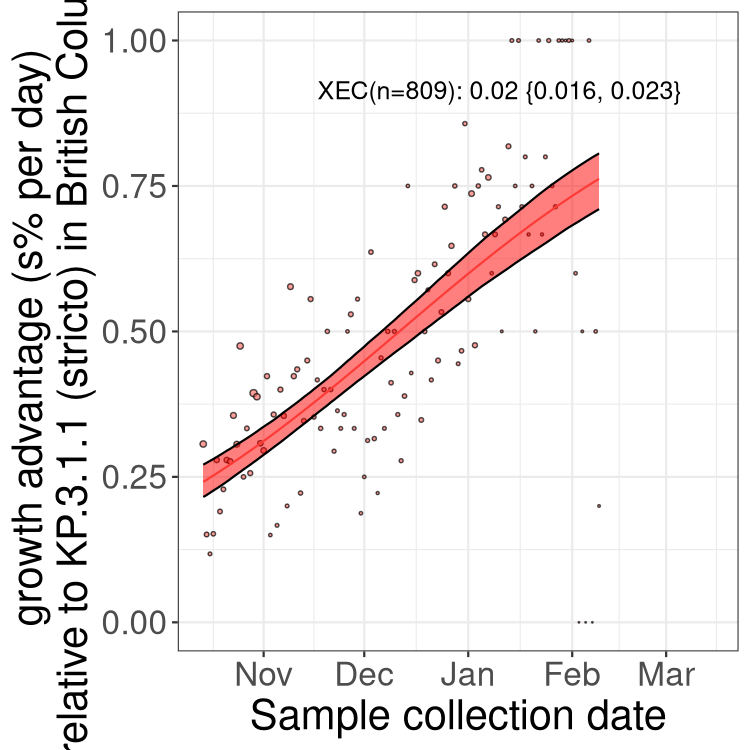 growth advantage (s% per day)
relative to KP.3.1.1 (stricto) in British Colu
1.00
0.75
0.50
0.25
0.00
XEC(n=809): 0.02 {0.016, 0.023}
Nov Dec Jan Feb Mar
Sample collection date